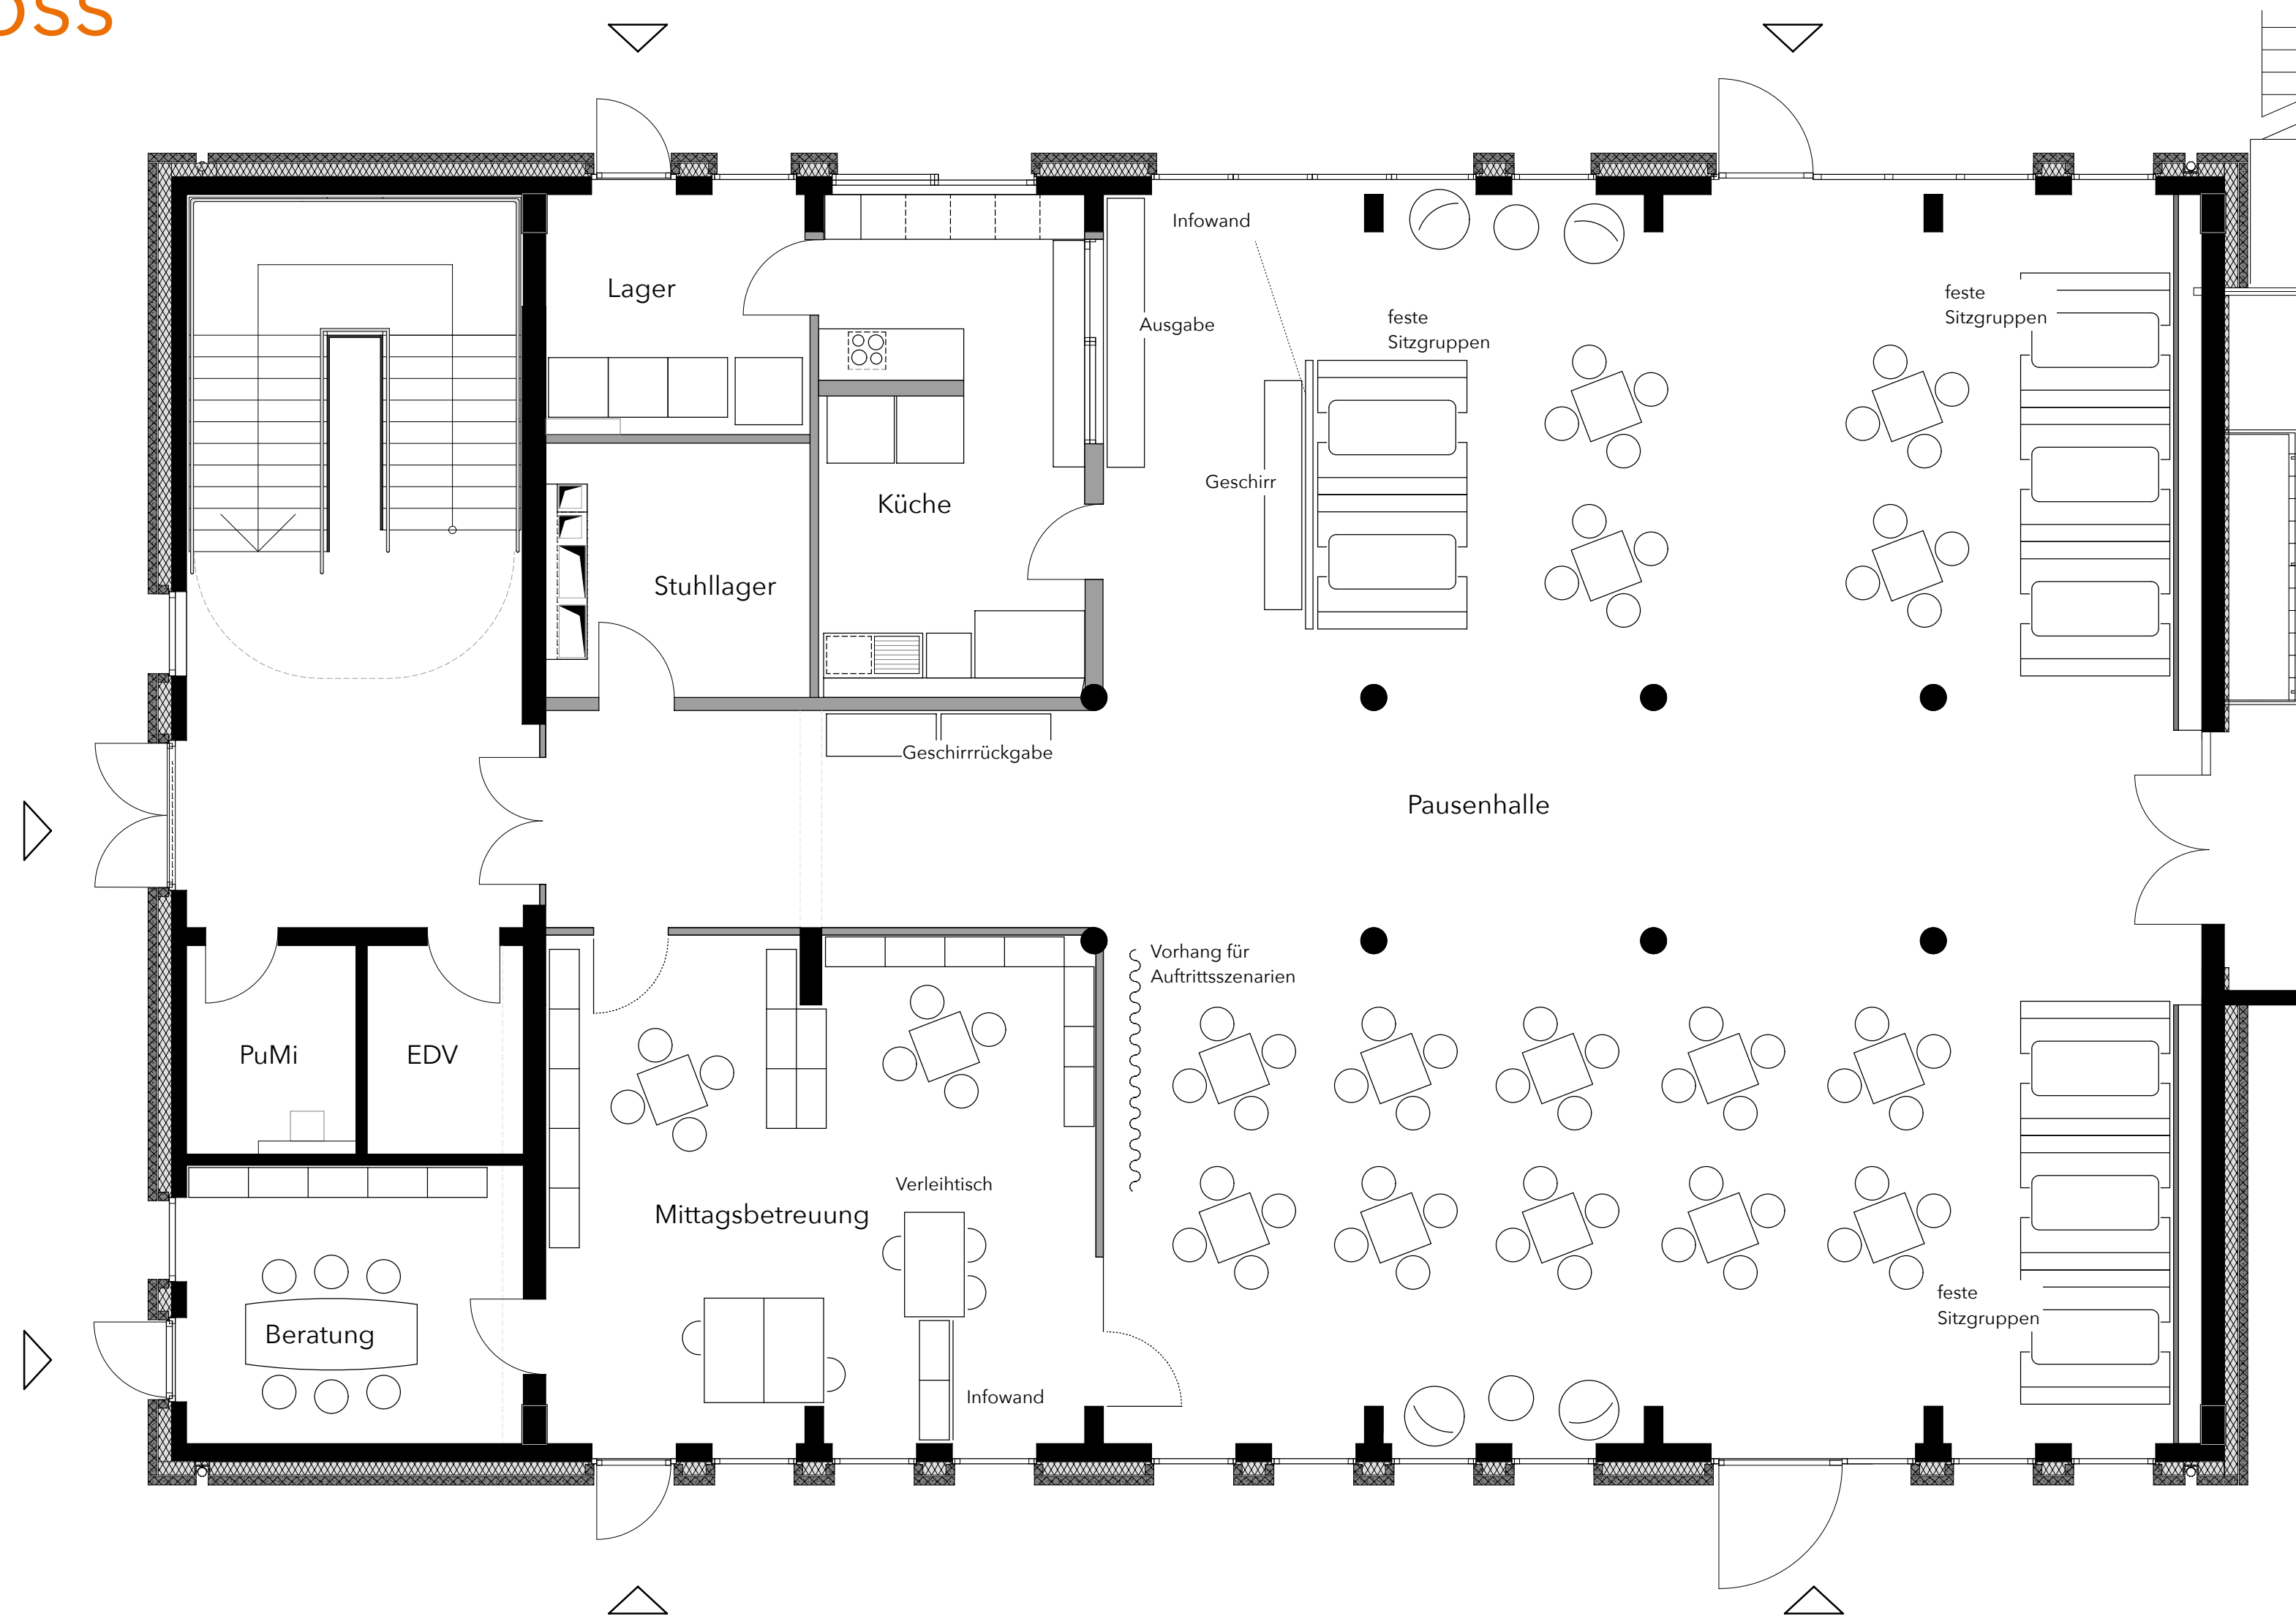 oss
Infowand
Lager
feste
Sitzgruppen
feste
Sitzgruppen
Ausgabe
Geschirr
Küche
Stuhllager
Geschirrrückgabe
Pausenhalle
Vorhang für
Auftrittsszenarien
PuMi
EDV
Verleihtisch
Mittagsbetreuung
feste
Sitzgruppen
Beratung
Infowand